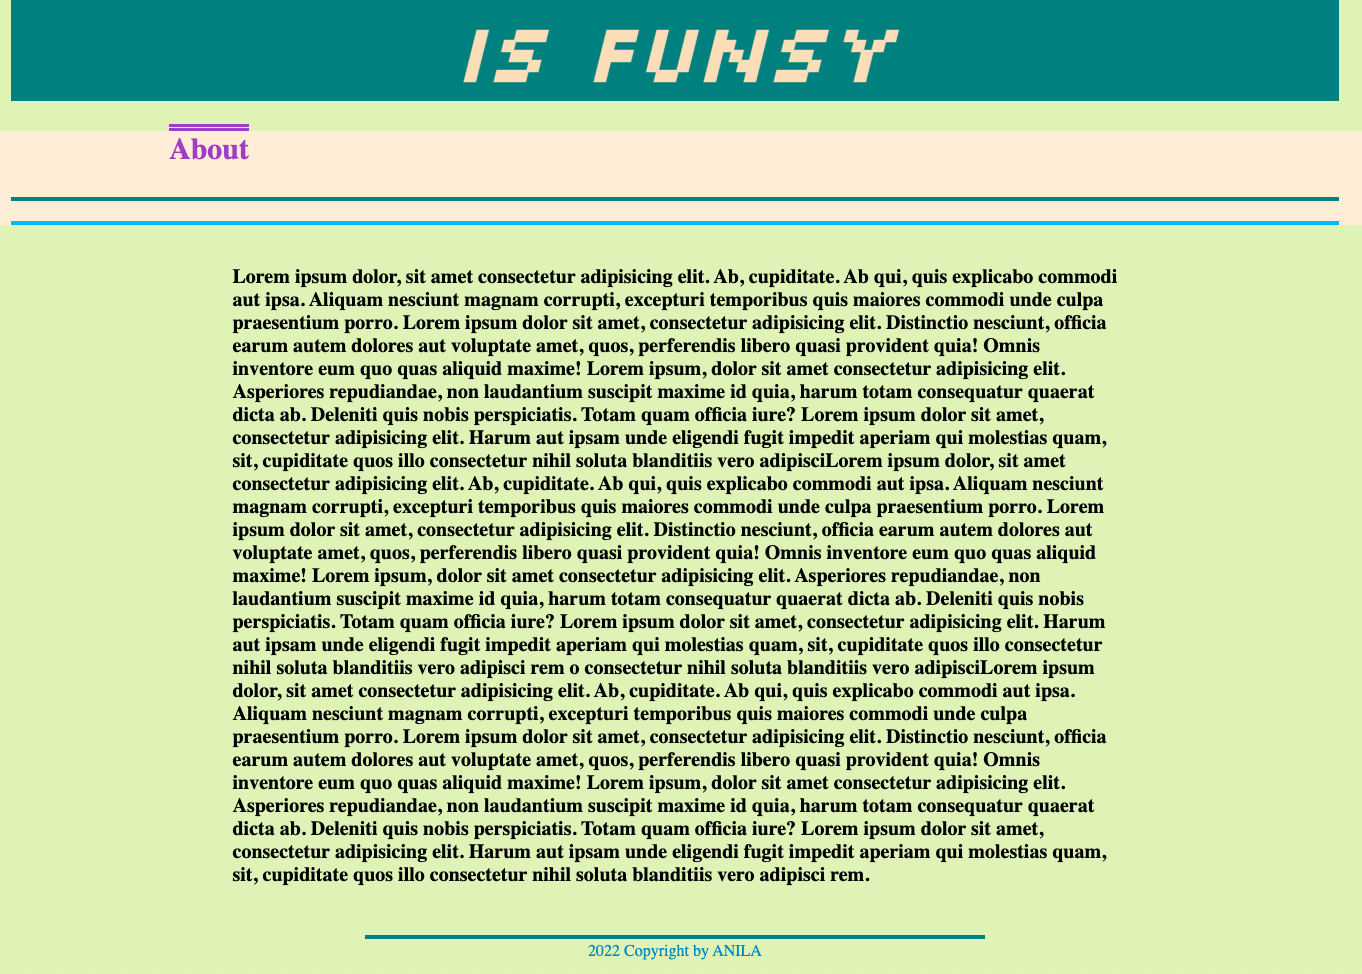 IS FUNSY
About
Lorem ipsum dolor, sit amet consectetur adipisicing elit. Ab, cupiditate. Ab qui, quis explicabo commodi
aut ipsa. Aliquam nesciunt magnam corrupti, excepturi temporibus quis maiores commodi unde culpa
praesentium porro. Lorem ipsum dolor sit amet, consectetur adipisicing elit. Distinctio nesciunt, officia
earum autem dolores aut voluptate amet, quos, perferendis libero quasi provident quia! Omnis
inventore eum quo quas aliquid maxime! Lorem ipsum, dolor sit amet consectetur adipisicing elit.
Asperiores repudiandae, non laudantium suscipit maxime id quia, harum totam consequatur quaerat
dicta ab. Deleniti quis nobis perspiciatis. Totam quam officia iure? Lorem ipsum dolor sit amet,
consectetur adipisicing elit. Harum aut ipsam unde eligendi fugit impedit aperiam qui molestias quam,
sit, cupiditate quos illo consectetur nihil soluta blanditiis vero adipisciLorem ipsum dolor, sit amet
consectetur adipisicing elit. Ab, cupiditate. Ab qui, quis explicabo commodi aut ipsa. Aliquam nesciunt
magnam corrupti, excepturi temporibus quis maiores commodi unde culpa praesentium porro. Lorem
ipsum dolor sit amet, consectetur adipisicing elit. Distinctio nesciunt, officia earum autem dolores aut
voluptate amet, quos, perferendis libero quasi provident quia! Omnis inventore eum quo quas aliquid
maxime! Lorem ipsum, dolor sit amet consectetur adipisicing elit. Asperiores repudiandae, non
laudantium suscipit maxime id quia, harum totam consequatur quaerat dicta ab. Deleniti quis nobis
perspiciatis. Totam quam officia iure? Lorem ipsum dolor sit amet, consectetur adipisicing elit. Harum
aut ipsam unde eligendi fugit impedit aperiam qui molestias quam, sit, cupiditate quos illo consectetur
nihil soluta blanditiis vero adipisci rem o consectetur nihil soluta blanditiis vero adipisciLorem ipsum
dolor, sit amet consectetur adipisicing elit. Ab, cupiditate. Ab qui, quis explicabo commodi aut ipsa.
Aliquam nesciunt magnam corrupti, excepturi temporibus quis maiores commodi unde culpa
praesentium porro. Lorem ipsum dolor sit amet, consectetur adipisicing elit. Distinctio nesciunt, officia
earum autem dolores aut voluptate amet, quos, perferendis libero quasi provident quia! Omnis
inventore eum quo quas aliquid maxime! Lorem ipsum, dolor sit amet consectetur adipisicing elit.
Asperiores repudiandae, non laudantium suscipit maxime id quia, harum totam consequatur quaerat
dicta ab. Deleniti quis nobis perspiciatis. Totam quam officia iure? Lorem ipsum dolor sit amet,
consectetur adipisicing elit. Harum aut ipsam unde eligendi fugit impedit aperiam qui molestias quam,
sit, cupiditate quos illo consectetur nihil soluta blanditiis vero adipisci rem.
2022 Copyright by ANILA